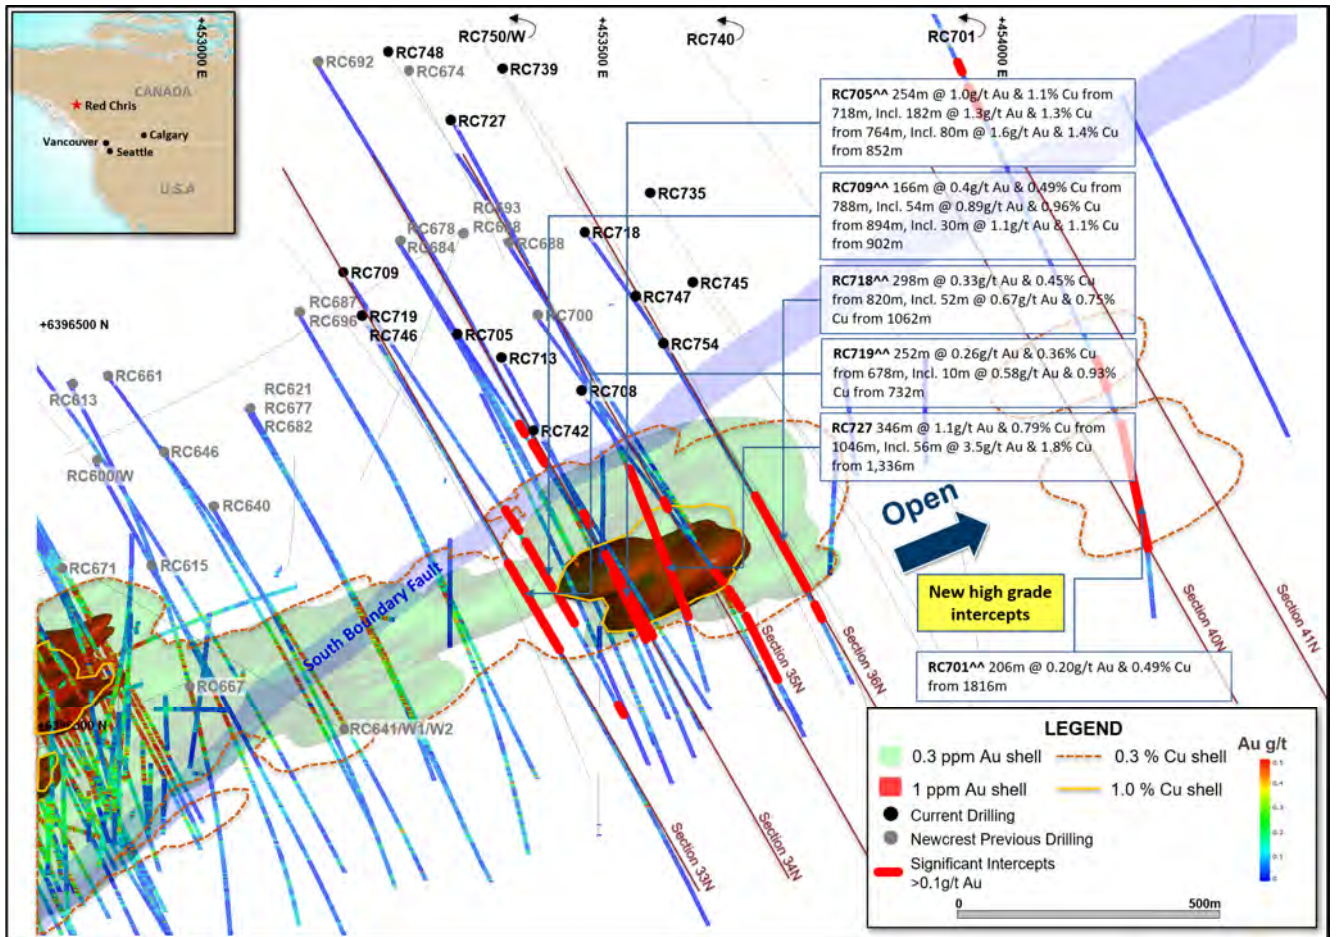 CANADA
Red Chris
Calgary
Vancouver
Seattle
U.S.A
+453000 E
+453500 E
+454000 E
RC750/W
RC740
RC701
RC748
RC692
RC674
RC739
RC727
RC735
RC693
RC698
RC678
RC684
RC688
RC718
RC709
RC745
RC747
RC687
RC696
RC719
RC746
RC700
RC705
RC754
RC713
RC708
RC742
+6396500 N
RC661
RC613
RC621
RC677
RC682
RC646
RC600/W
RC640
RC671
RC615
RC667
RC641/W1/W2
South Boundary Fault
RC705^^ 254m @ 1.0g/t Au & 1.1% Cu from
718m, Incl. 182m @ 1.3g/t Au & 1.3% Cu
from 764m, Incl. 80m @ 1.6g/t Au & 1.4% Cu
from 852m
RC709^^ 166m @ 0.4g/t Au & 0.49% Cu from
788m, Incl. 54m @ 0.89g/t Au & 0.96% Cu
from 894m, Incl. 30m @ 1.1g/t Au & 1.1% Cu
from 902m
RC718^^ 298m @ 0.33g/t Au & 0.45% Cu
from 820m, Incl. 52m @ 0.67g/t Au & 0.75%
Cu from 1062m
RC719^^ 252m @ 0.26g/t Au & 0.36% Cu
from 678m, Incl. 10m @ 0.58g/t Au & 0.93%
Cu from 732m
RC727 346m @ 1.1g/t Au & 0.79% Cu from
1046m, Incl. 56m @ 3.5g/t Au & 1.8% Cu
from 1,336m
Open
New high grade
intercepts
RC701^^ 206m @ 0.20g/t Au & 0.49% Cu
from 1816m
Section 33N
Section 34N
Section 35N
Section 36N
Section 40N
Section 41N
LEGEND
0.3 ppm Au shell
0.3 % Cu shell
1 ppm Au shell
1.0 % Cu shell
Current Drilling
Newcrest Previous Drilling
Significant Intercepts
>0.1g/t Au
Au g/t
0.5
0.2
0.1
0
0
500m